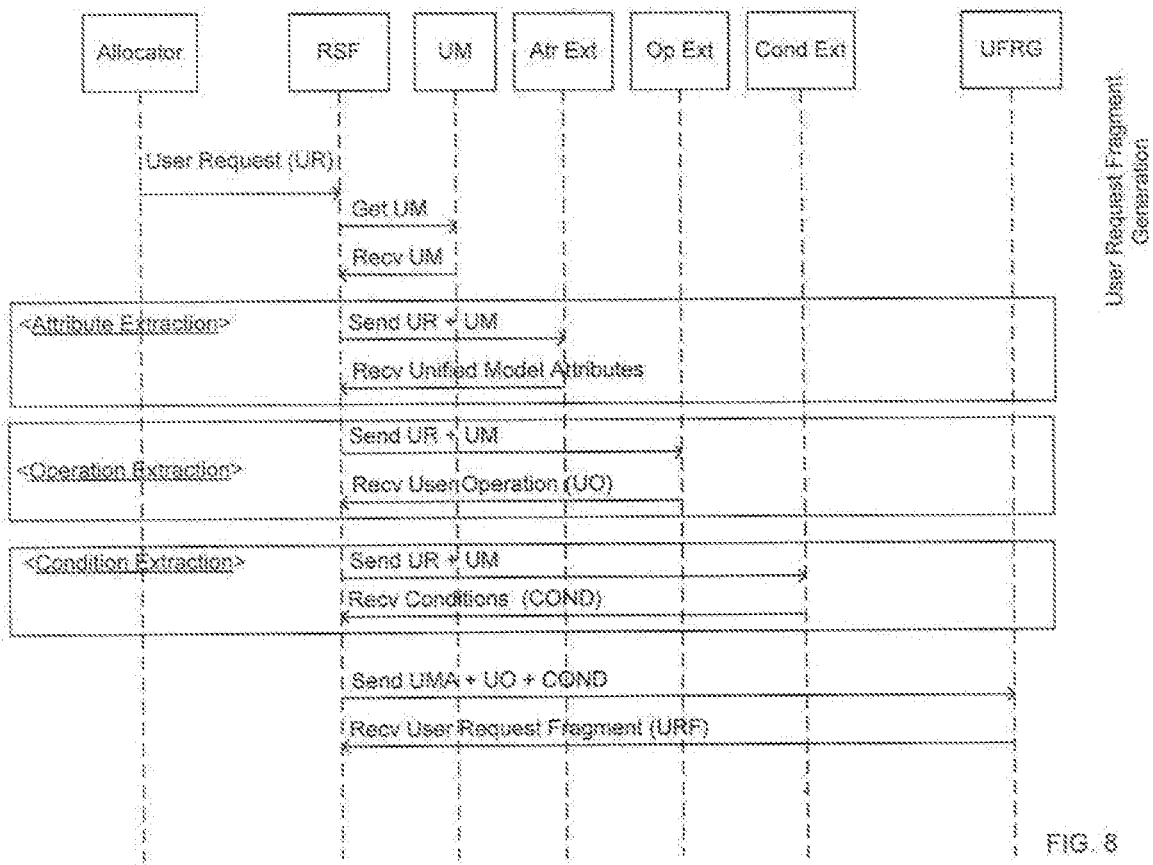 Allocator
RSF
UM
Atr Ext
Op Ext
Cond Ext
UFRG
User Request Fragment
Generation
User Request (UR)
Get UM
Recv UM
<Attribute Extraction>
Send UR + UM
Recv Unified Model Attributes
<Operation Extraction>
Send UR + UM
Recv User Operation (UO)
<Condition Extraction>
Send UR + UM
Recv Conditions (COND)
Send UMA + UO + COND
Recv User Request Fragment (URF)
FIG. 8